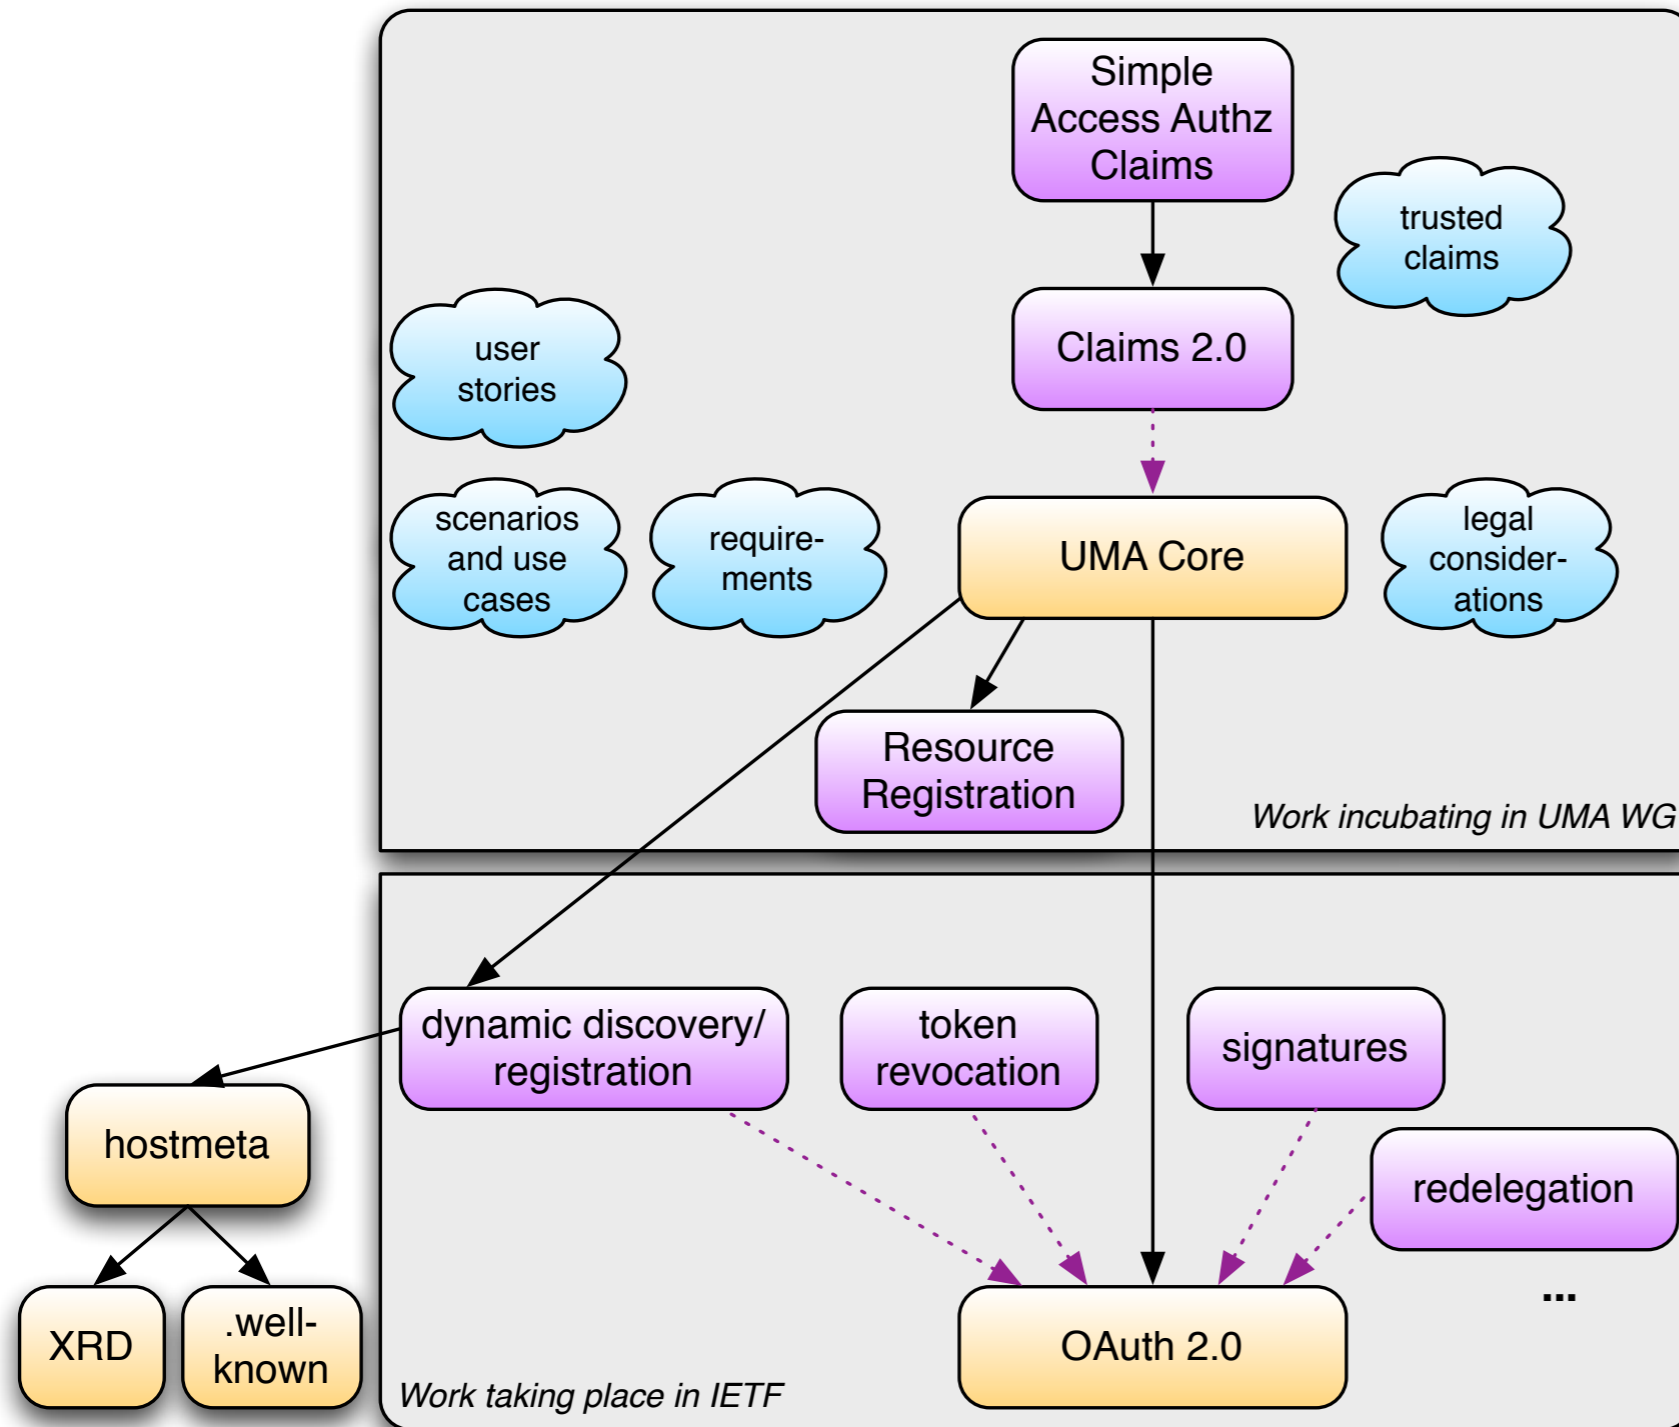 Simple
Access Authz
Claims
trusted
claims
Claims 2.0
user
stories
scenarios
and use
cases
require-
ments
UMA Core
legal
consider-
ations
Resource
Registration
Work incubating in UMA WG
dynamic discovery/
registration
token
revocation
signatures
hostmeta
redelegation
...
XRD
.well-
known
OAuth 2.0
Work taking place in IETF